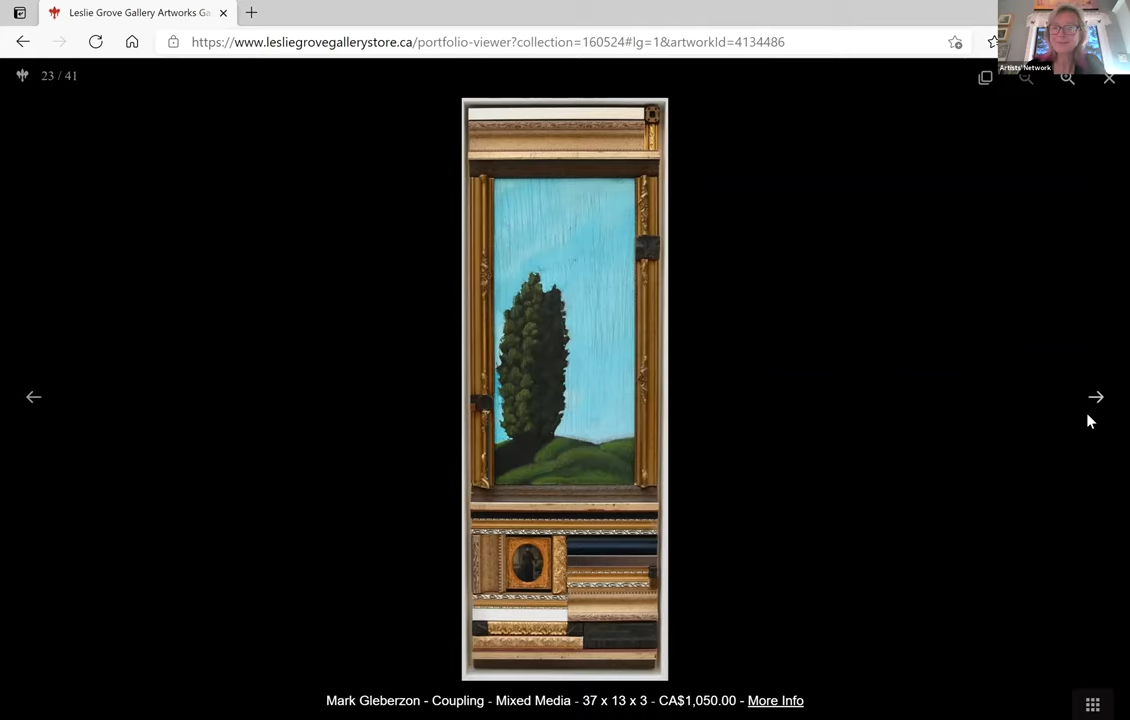 Leslie Grove Gallery Artworks Ga
https://www.lesliegrovegallerystore.ca/portfolio-viewer?collection=160524#lg=1&artworkId=4134486
Artists' Network
23 / 41
Mark Gleberzon - Coupling - Mixed Media - 37 x 13 x 3 - CA$1,050.00 - More Info